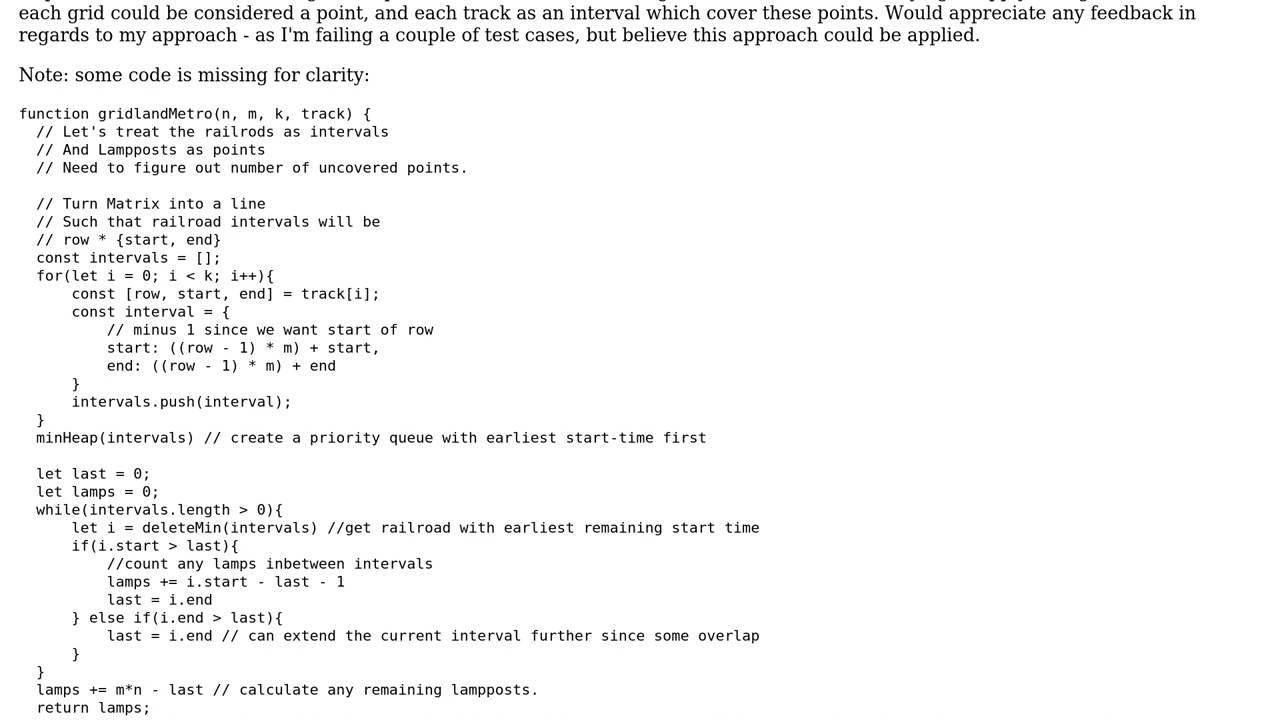 each grid could be considered a point, and each track as an interval which cover these points. Would appreciate any feedback in
regards to my approach - as I'm failing a couple of test cases, but believe this approach could be applied.
Note: some code is missing for clarity:
function gridlandMetro(n, m, k, track) {
  // Let's treat the railrods as intervals
  // And Lampposts as points
  // Need to figure out number of uncovered points.
  // Turn Matrix into a line
  // Such that railroad intervals will be
  // row * {start, end}
  const intervals = [];
  for(let i = 0; i < k; i++){
      const [row, start, end] = track[i];
      const interval = {
          // minus 1 since we want start of row
          start: ((row - 1) * m) + start,
          end: ((row - 1) * m) + end
      }
      intervals.push(interval);
  }
  minHeap(intervals) // create a priority queue with earliest start-time first
  let last = 0;
  let lamps = 0;
  while(intervals.length > 0){
      let i = deleteMin(intervals) //get railroad with earliest remaining start time
      if(i.start > last){
          //count any lamps inbetween intervals
          lamps += i.start - last - 1
          last = i.end
      } else if(i.end > last){
          last = i.end // can extend the current interval further since some overlap
      }
  }
  lamps += m*n - last // calculate any remaining lampposts.
  return lamps;